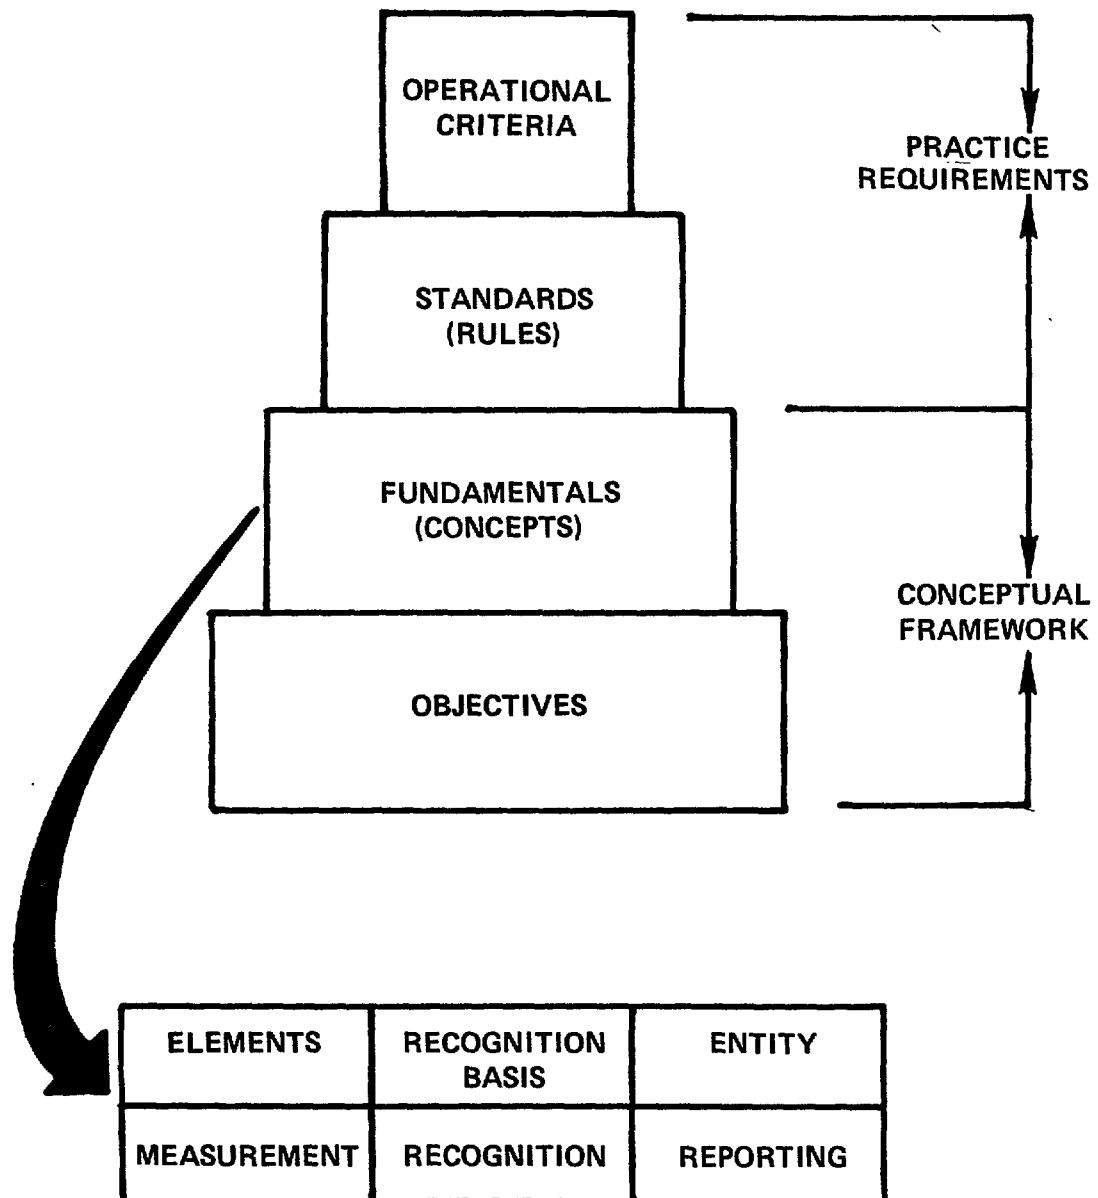 OPERATIONAL
CRITERIA
PRACTICE
REQUIREMENTS
STANDARDS
(RULES)
FUNDAMENTALS
(CONCEPTS)
CONCEPTUAL
FRAMEWORK
OBJECTIVES
ELEMENTS
RECOGNITION
BASIS
ENTITY
MEASUREMENT
RECOGNITION
REPORTING